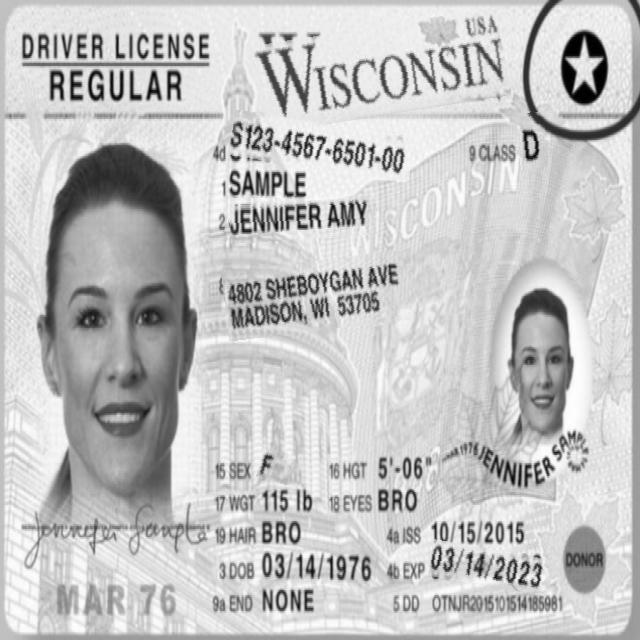 DRIVER LICENSE
REGULAR
USA
WISCONSIN
4d S123-4567-6501-00
9 CLASS D
1 SAMPLE
2 JENNIFER AMY
8 4802 SHEBOYGAN AVE
MADISON, WI 53705
WISCONSIN
15 SEX F
16 HGT 5'-06"
17 WGT 115 lb
18 EYES BRO
19 HAIR BRO
4a ISS 10/15/2015
3 DOB 03/14/1976
4b EXP 03/14/2023
9a END NONE
5 DD OTNJR2015101514185981
1976 JENNIFER SAMPLE
DONOR
Jennifer Sample
MAR 76